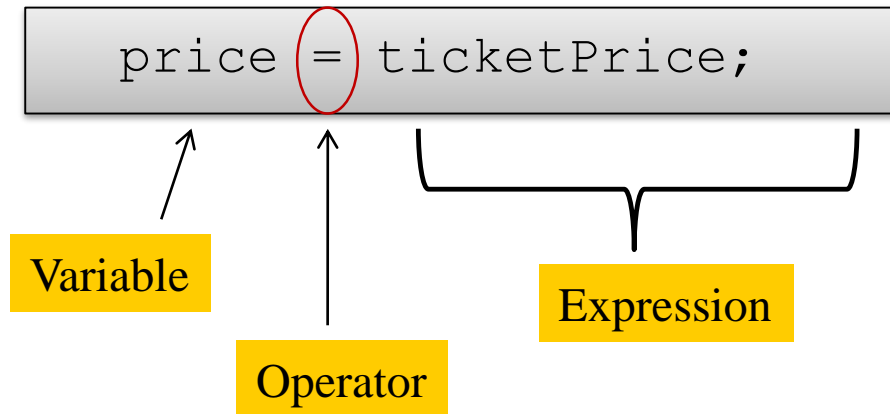 price = ticketPrice;
Variable
Expression
Operator